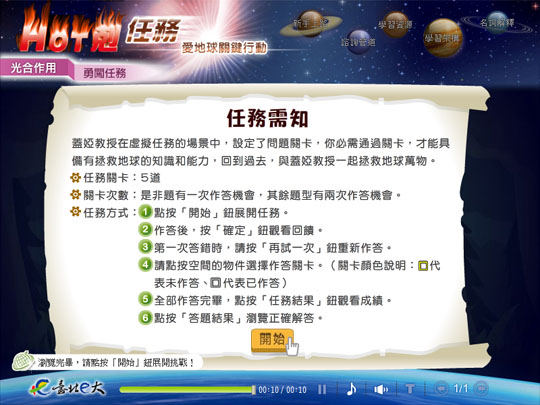 HOT勉任務
愛地球關鍵行動
諮詢管道
學習資源
學習架構
名詞解釋
光合作用
勇闖任務
任務需知
蓋婭教授在虛擬任務的場景中，設定了問題關卡，你必需通過關卡，才能具
備有拯救地球的知識和能力，回到過去，與蓋婭教授一起拯救地球萬物。
任務關卡：5道
關卡次數：是非題有一次作答機會，其餘題型有兩次作答機會。
任務方式：1 點按「開始」鈕展開任務。
2 作答後，按「確定」鈕觀看回饋。
3 第一次答錯時，請按「再試一次」鈕重新作答。
4 請點按空間的物件選擇作答關卡。（關卡顏色說明：代
表未作答、代表已作答）
5 全部作答完畢，點按「任務結果」鈕觀看成績。
6 點按「答題結果」瀏覽正確解答。
開始
瀏覽完畢，請點按「開始」鈕展開挑戰！
臺北e大
00:10 / 00:10
T
1/1